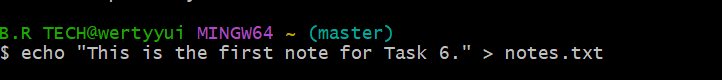 B.R TECH@wertyyui MINGW64 ~ (master)
$ echo "This is the first note for Task 6." > notes.txt